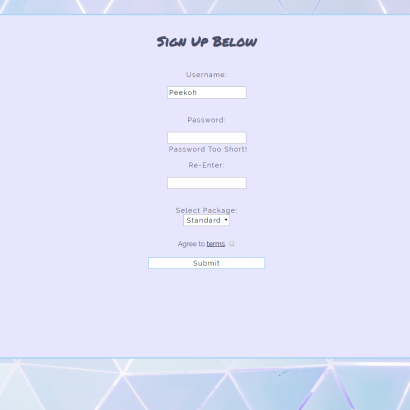 Sign Up Below
Username:
Peekoh
Password:
Password Too Short!
Re-Enter:
Select Package:
Standard
Agree to terms.
Submit